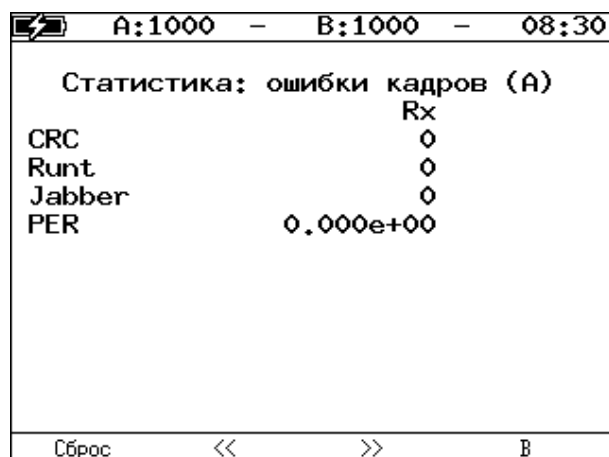 A:1000 – B:1000 – 08:30
Статистика: ошибки кадров (A)
Rx
CRC 0
Runt 0
Jabber 0
PER 0.000e+00
Сброс << >> B